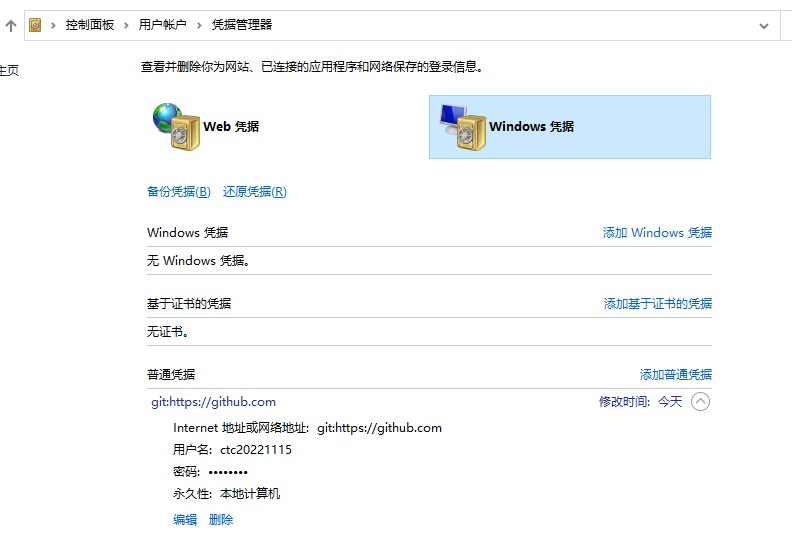 控制面板 › 用户帐户 › 凭据管理器
主页
查看并删除你为网站、已连接的应用程序和网络保存的登录信息。
Web 凭据
Windows 凭据
备份凭据(B) 还原凭据(R)
Windows 凭据 添加 Windows 凭据
无 Windows 凭据。
基于证书的凭据 添加基于证书的凭据
无证书。
普通凭据 添加普通凭据
git:https://github.com 修改时间: 今天
Internet 地址或网络地址: git:https://github.com
用户名: ctc20221115
密码: ••••••••
永久性: 本地计算机
编辑 删除